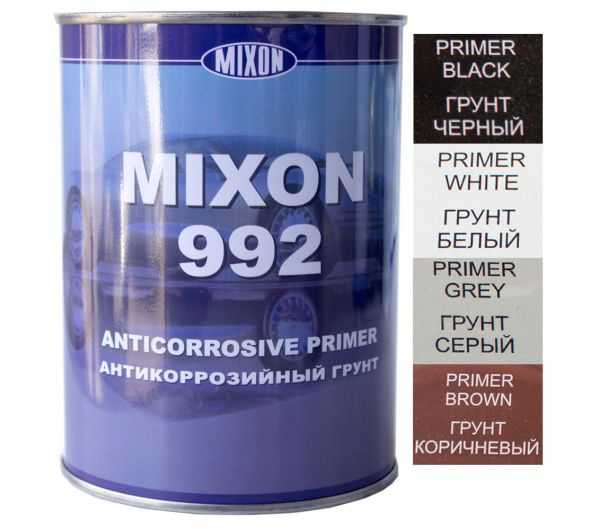 MIXON
MIXON
992
ANTICORROSIVE PRIMER
АНТИКОРРОЗИЙНЫЙ ГРУНТ
PRIMER
BLACK
ГРУНТ
ЧЕРНЫЙ
PRIMER
WHITE
ГРУНТ
БЕЛЫЙ
PRIMER
GREY
ГРУНТ
СЕРЫЙ
PRIMER
BROWN
ГРУНТ
КОРИЧНЕВЫЙ